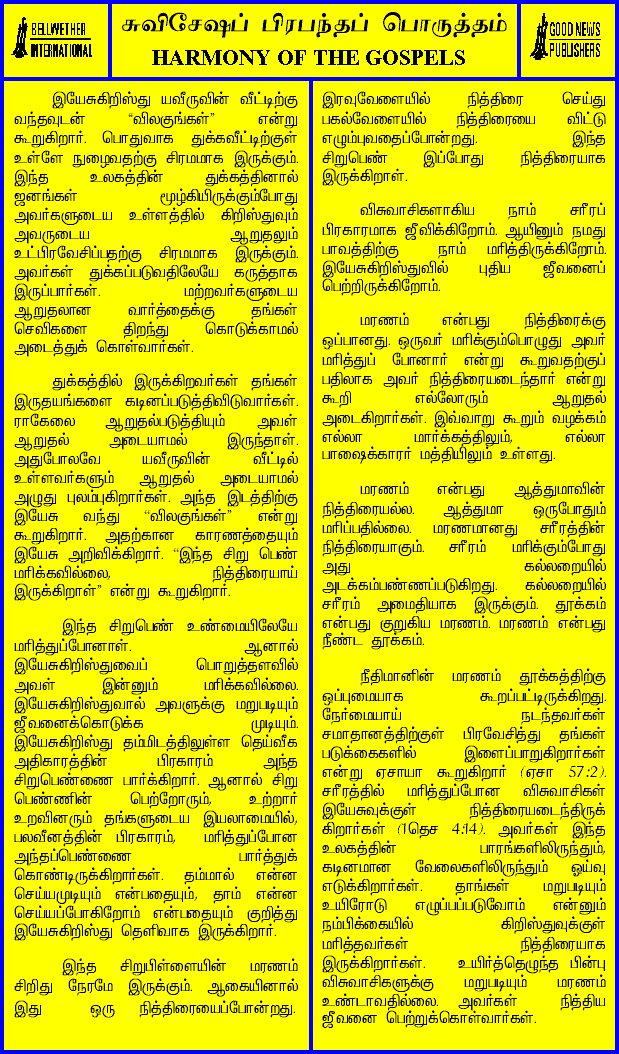 BELLWETHER
INTERNATIONAL
சுவிசேஷப் பிரபந்தப் பொருத்தம்
HARMONY OF THE GOSPELS
GOOD NEWS
PUBLISHERS
இயேசுகிறிஸ்து யவீருவின் வீட்டிற்கு
வந்தவுடன் “விலகுங்கள்” என்று
கூறுகிறார். பொதுவாக துக்கவீட்டிற்குள்
உள்ளே நுழைவதற்கு சிரமமாக இருக்கும்.
இந்த உலகத்தின் துக்கத்தினால்
ஜனங்கள் மூழ்கியிருக்கும்போது
அவர்களுடைய உள்ளத்தில் கிறிஸ்துவும்
அவருடைய ஆறுதலும்
உட்பிரவேசிப்பதற்கு சிரமமாக இருக்கும்.
அவர்கள் துக்கப்படுவதிலேயே கருத்தாக
இருப்பார்கள். மற்றவர்களுடைய
ஆறுதலான வார்த்தைக்கு தங்கள்
செவிகளை திறந்து கொடுக்காமல்
அடைத்துக் கொள்வார்கள்.
துக்கத்தில் இருக்கிறவர்கள் தங்கள்
இருதயங்களை கடினப்படுத்திவிடுவார்கள்.
ராகேலை ஆறுதல்படுத்தியும் அவள்
ஆறுதல் அடையாமல் இருந்தாள்.
அதுபோலவே யவீருவின் வீட்டில்
உள்ளவர்களும் ஆறுதல் அடையாமல்
அழுது புலம்புகிறார்கள். அந்த இடத்திற்கு
இயேசு வந்து “விலகுங்கள்” என்று
கூறுகிறார். அதற்கான காரணத்தையும்
இயேசு அறிவிக்கிறார். “இந்த சிறு பெண்
மரிக்கவில்லை, நித்திரையாய்
இருக்கிறாள்” என்று கூறுகிறார்.
இந்த சிறுபெண் உண்மையிலேயே
மரித்துப்போனாள். ஆனால்
இயேசுகிறிஸ்துவைப் பொறுத்தளவில்
அவள் இன்னும் மரிக்கவில்லை.
இயேசுகிறிஸ்துவால் அவளுக்கு மறுபடியும்
ஜீவனைக்கொடுக்க முடியும்.
இயேசுகிறிஸ்து தம்மிடத்திலுள்ள தெய்வீக
அதிகாரத்தின் பிரகாரம் அந்த
சிறுபெண்ணை பார்க்கிறார். ஆனால் சிறு
பெண்ணின் பெற்றோரும், உற்றார்
உறவினரும் தங்களுடைய இயலாமையில்,
பலவீனத்தின் பிரகாரம், மரித்துப்போன
அந்தப்பெண்ணை பார்த்துக்
கொண்டிருக்கிறார்கள். தம்மால் என்ன
செய்யமுடியும் என்பதையும், தாம் என்ன
செய்யப்போகிறோம் என்பதையும் குறித்து
இயேசுகிறிஸ்து தெளிவாக இருக்கிறார்.
இந்த சிறுபிள்ளையின் மரணம்
சிறிது நேரமே இருக்கும். ஆகையினால்
இது ஒரு நித்திரையைப்போன்றது.
இரவுவேளையில் நித்திரை செய்து
பகல்வேளையில் நித்திரையை விட்டு
எழும்புவதைப்போன்றது. இந்த
சிறுபெண் இப்போது நித்திரையாக
இருக்கிறாள்.
விசுவாசிகளாகிய நாம் சரீரப்
பிரகாரமாக ஜீவிக்கிறோம். ஆயினும் நமது
பாவத்திற்கு நாம் மரித்திருக்கிறோம்.
இயேசுகிறிஸ்துவில் புதிய ஜீவனைப்
பெற்றிருக்கிறோம்.
மரணம் என்பது நித்திரைக்கு
ஒப்பானது. ஒருவர் மரிக்கும்பொழுது அவர்
மரித்துப் போனார் என்று கூறுவதற்குப்
பதிலாக அவர் நித்திரையடைந்தார் என்று
கூறி எல்லோரும் ஆறுதல்
அடைகிறார்கள். இவ்வாறு கூறும் வழக்கம்
எல்லா மார்க்கத்திலும், எல்லா
பாஷைக்காரர் மத்தியிலும் உள்ளது.
மரணம் என்பது ஆத்துமாவின்
நித்திரையல்ல. ஆத்துமா ஒருபோதும்
மரிப்பதில்லை. மரணமானது சரீரத்தின்
நித்திரையாகும். சரீரம் மரிக்கும்போது
அது கல்லறையில்
அடக்கம்பண்ணப்படுகிறது. கல்லறையில்
சரீரம் அமைதியாக இருக்கும். தூக்கம்
என்பது குறுகிய மரணம். மரணம் என்பது
நீண்ட தூக்கம்.
நீதிமானின் மரணம் தூக்கத்திற்கு
ஒப்புமையாக கூறப்பட்டிருக்கிறது.
நேர்மையாய் நடந்தவர்கள்
சமாதானத்திற்குள் பிரவேசித்து தங்கள்
படுக்கைகளில் இளைப்பாறுகிறார்கள்
என்று ஏசாயா கூறுகிறார் (ஏசா 57:2).
சரீரத்தில் மரித்துப்போன விசுவாசிகள்
இயேசுவுக்குள் நித்திரையடைந்திருக்
கிறார்கள் (1தெச 4:14). அவர்கள் இந்த
உலகத்தின் பாரங்களிலிருந்தும்,
கடினமான வேலைகளிலிருந்தும் ஓய்வு
எடுக்கிறார்கள். தாங்கள் மறுபடியும்
உயிரோடு எழுப்பப்படுவோம் என்னும்
நம்பிக்கையில் கிறிஸ்துவுக்குள்
மரித்தவர்கள் நித்திரையாக
இருக்கிறார்கள். உயிர்த்தெழுந்த பின்பு
விசுவாசிகளுக்கு மறுபடியும் மரணம்
உண்டாவதில்லை. அவர்கள் நித்திய
ஜீவனை பெற்றுக்கொள்வார்கள்.